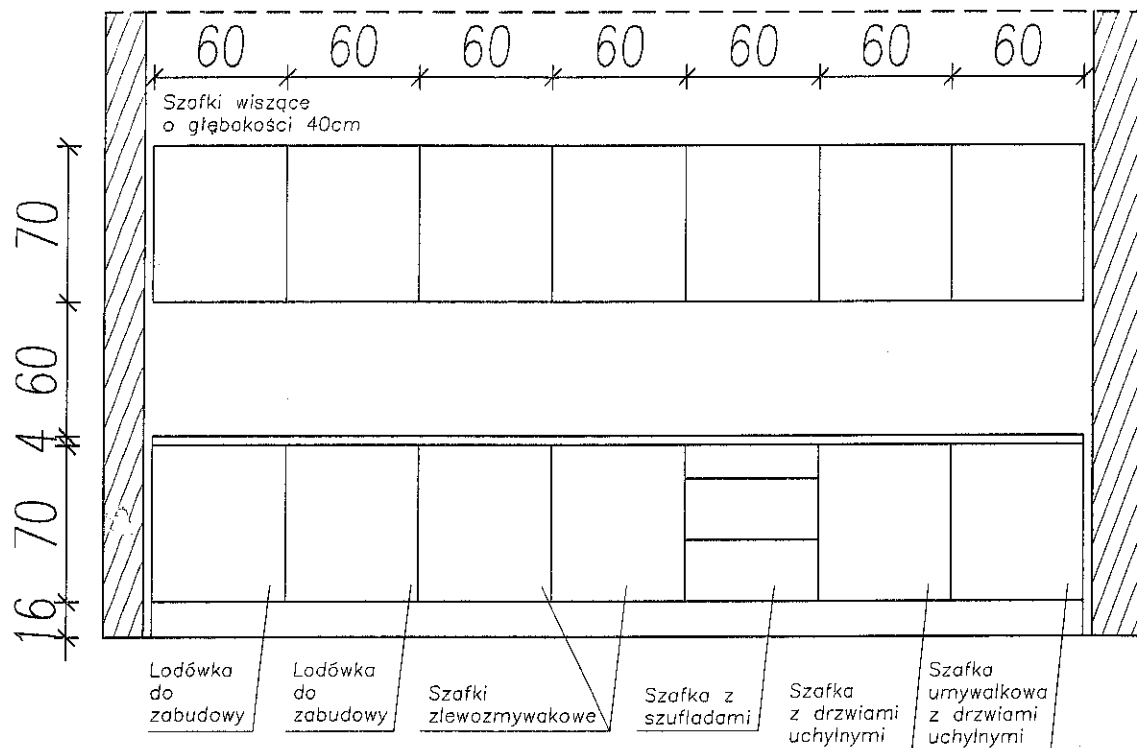 60 60 60 60 60 60 60
Szafki wiszące
o głębokości 40cm
70
60
4
70
16
Lodówka
do
zabudowy
Lodówka
do
zabudowy
Szafki
zlewozmywakowe
Szafka z
szufladami
Szafka
z drzwiami
uchylnymi
Szafka
umywalkowa
z drzwiami
uchylnymi